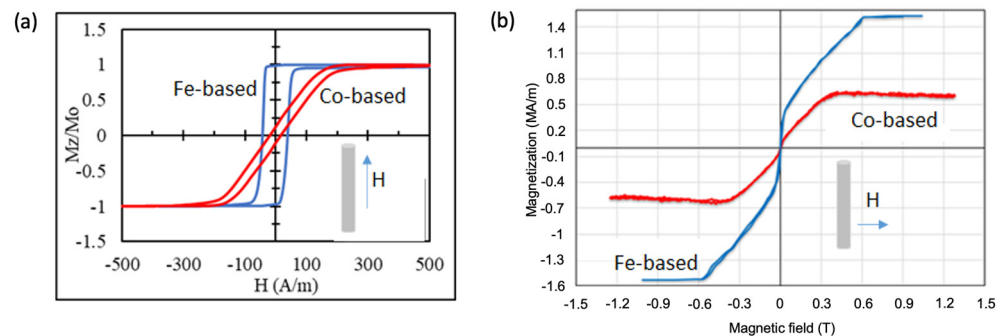 (a)
1.5
1
0.5
0
-0.5
-1
-1.5
Mz/Mo
Fe-based
Co-based
H
-500 -300 -100 100 300 500
H (A/m)
(b)
1.4
1.1
0.8
0.5
0.2
-0.1
-0.4
-0.7
-1
-1.3
-1.6
Magnetization (MA/m)
Co-based
H
Fe-based
-1.5 -1.2 -0.9 -0.6 -0.3 0 0.3 0.6 0.9 1.2 1.5
Magnetic field (T)